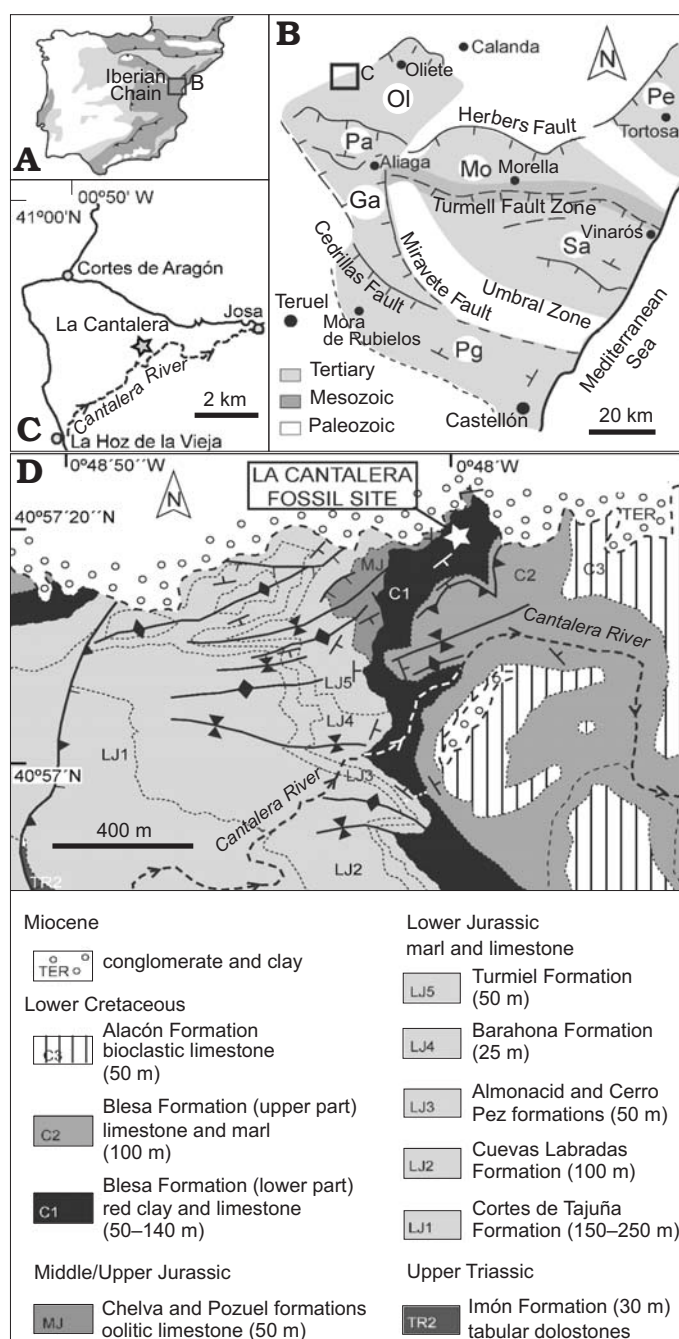 A
Iberian
Chain
B
B
Calanda
N
C
Oliete
Ol
Pe
Tortosa
Herbers Fault
Pa
Aliaga
Mo
Morella
Ga
Turmell Fault Zone
Vinarós
Sa
Cedrillas Fault
Miravete Fault
Umbral Zone
Teruel
Mora
de Rubielos
Pg
Mediterranean
Sea
Tertiary
Mesozoic
Paleozoic
Castellón
20 km
00º50' W
41º00'N
Cortes de Aragón
Josa
La Cantalera
Cantalera River
2 km
C
La Hoz de la Vieja
D
0º48'50´´W
N
LA CANTALERA
FOSSIL SITE
0º48'W
40º57'20''N
TER
MJ
C1
C2
C3
Cantalera River
LJ5
LJ4
LJ1
LJ3
6
40º57´N
Cantalera River
400 m
LJ2
TR2
Miocene
TER
conglomerate and clay
Lower Cretaceous
C3
Alacón Formation
bioclastic limestone
(50 m)
C2
Blesa Formation (upper part)
limestone and marl
(100 m)
C1
Blesa Formation (lower part)
red clay and limestone
(50–140 m)
Middle/Upper Jurassic
MJ
Chelva and Pozuel formations
oolitic limestone (50 m)
Lower Jurassic
marl and limestone
LJ5
Turmiel Formation
(50 m)
LJ4
Barahona Formation
(25 m)
LJ3
Almonacid and Cerro
Pez formations (50 m)
LJ2
Cuevas Labradas
Formation (100 m)
LJ1
Cortes de Tajuña
Formation (150–250 m)
Upper Triassic
TR2
Imón Formation (30 m)
tabular dolostones